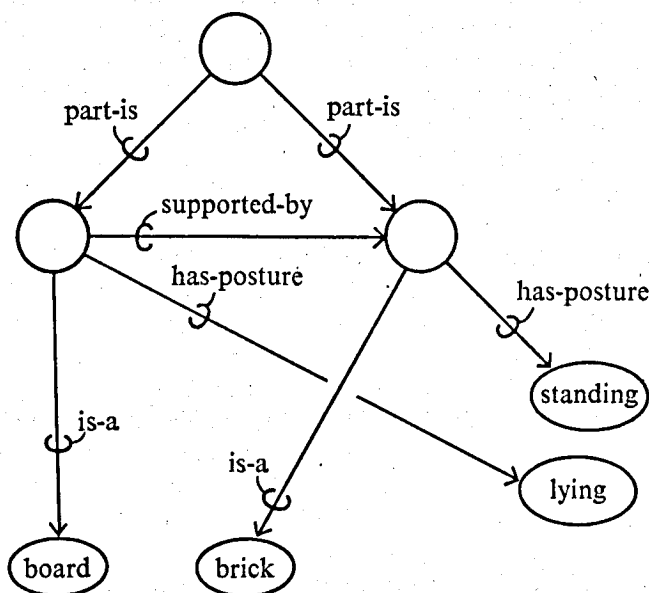 part-is
part-is
supported-by
has-posture
has-posture
standing
is-a
is-a
lying
board
brick